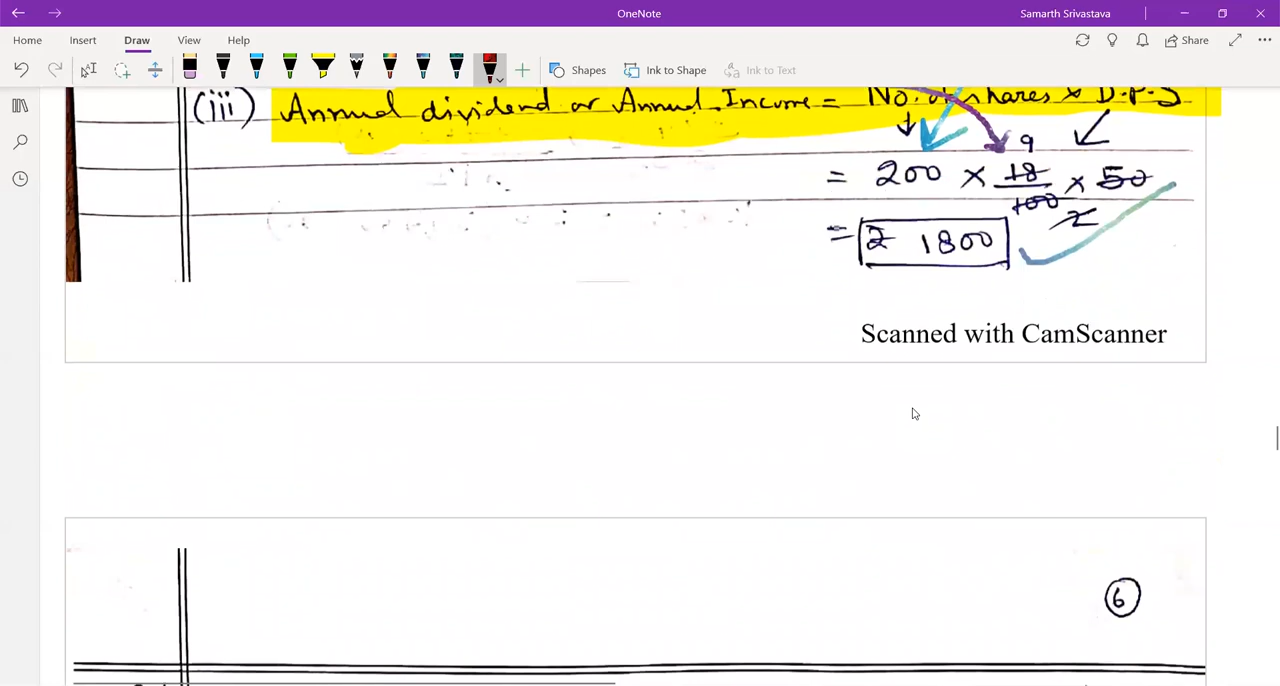 OneNote
Samarth Srivastava
Home Insert Draw View Help
Share
Shapes Ink to Shape Ink to Text
(iii) Annual dividend or Annual Income = No. of shares x D.P.S
9
= 200 × 18/100 × 50
2
= ₹ 1800
Scanned with CamScanner
6